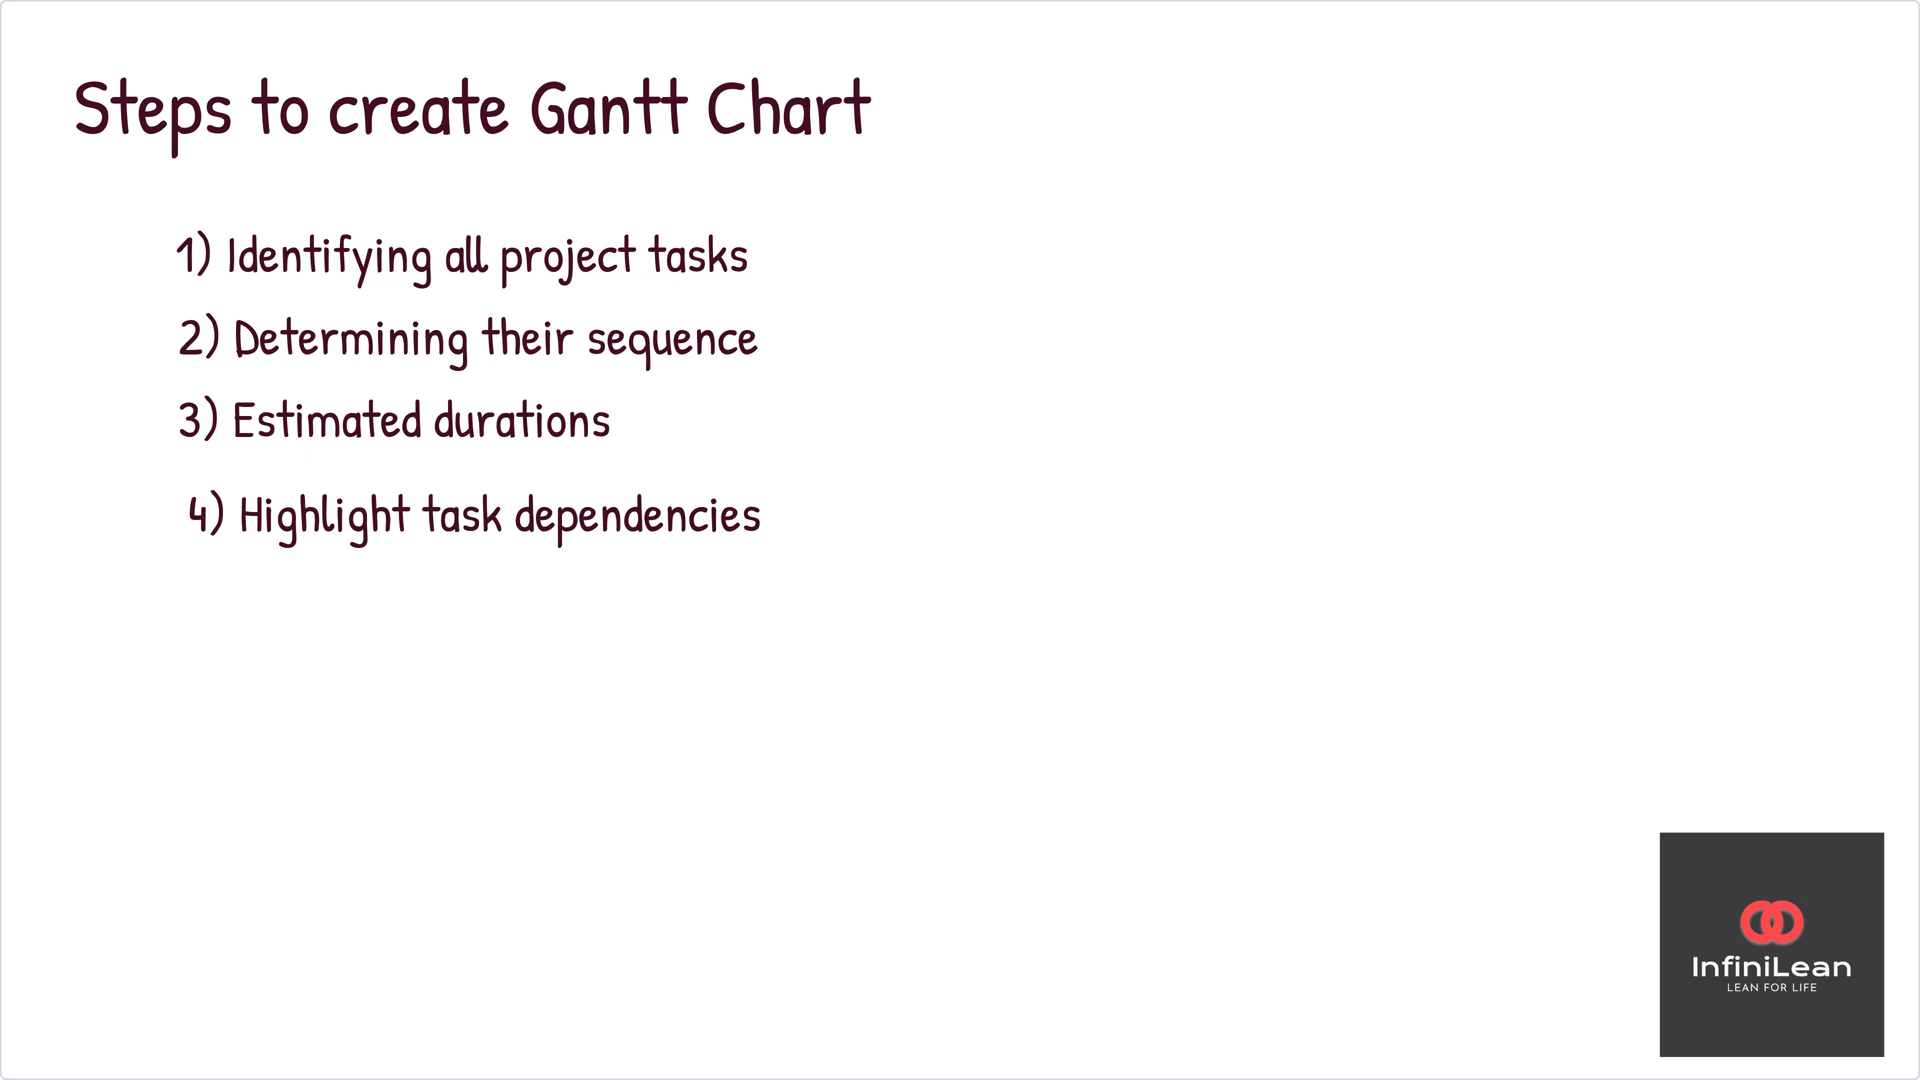 Steps to create Gantt Chart
1) Identifying all project tasks
2) Determining their sequence
3) Estimated durations
4) Highlight task dependencies
InfiniLean
LEAN FOR LIFE